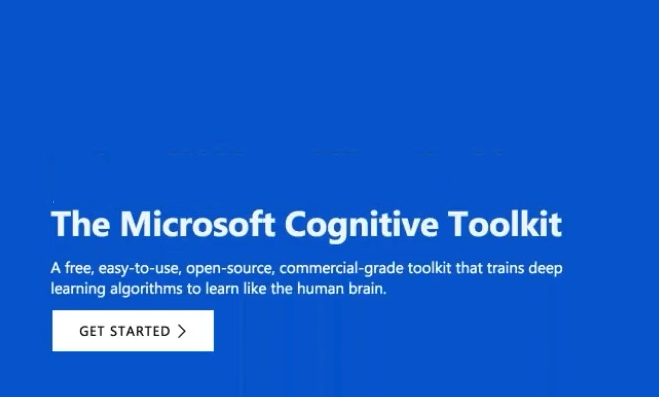 The Microsoft Cognitive Toolkit
A free, easy-to-use, open-source, commercial-grade toolkit that trains deep
learning algorithms to learn like the human brain.
GET STARTED >